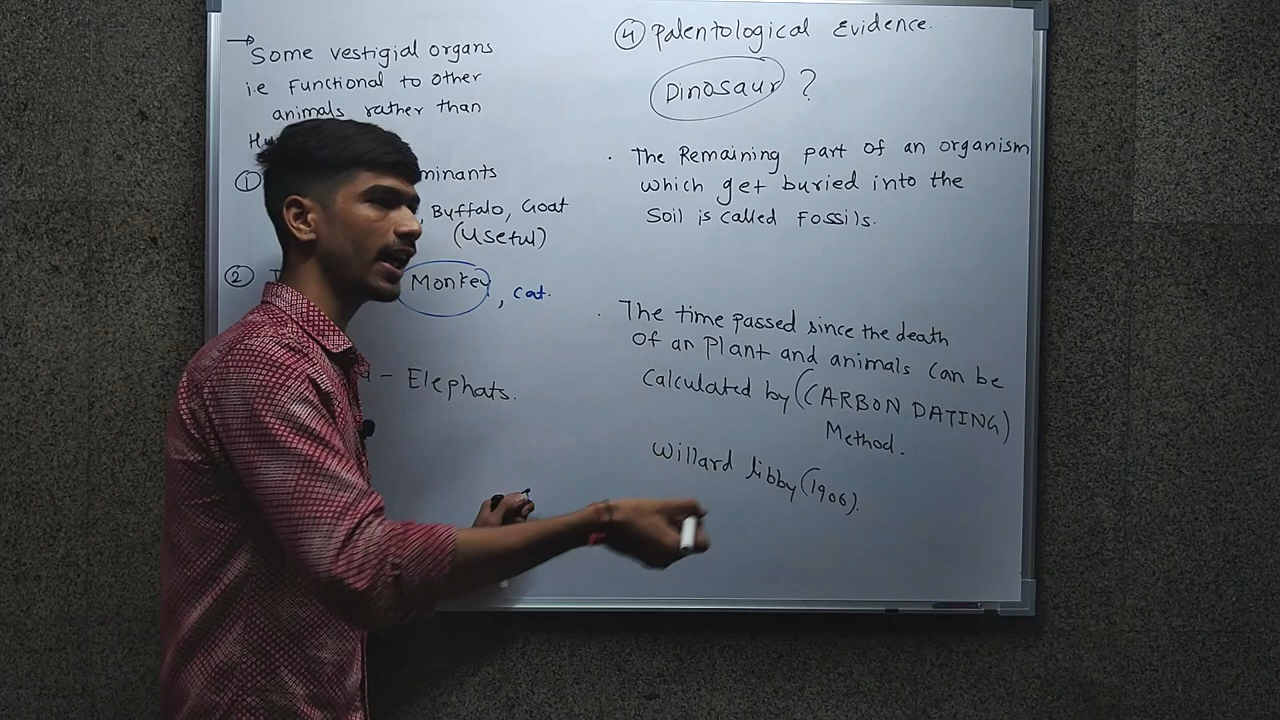 → Some vestigial organs
i.e Functional to other
animals rather than
① minants
, Buffalo, Goat
(Useful)
② Monkey, cat.
- Elephats.
④ Palentological Evidence.
Dinosaur ?
· The Remaining part of an organism
which get buried into the
Soil is called Fossils.
· The time passed since the death
of an Plant and animals can be
Calculated by (CARBON DATING)
Method.
Willard libby (1906).